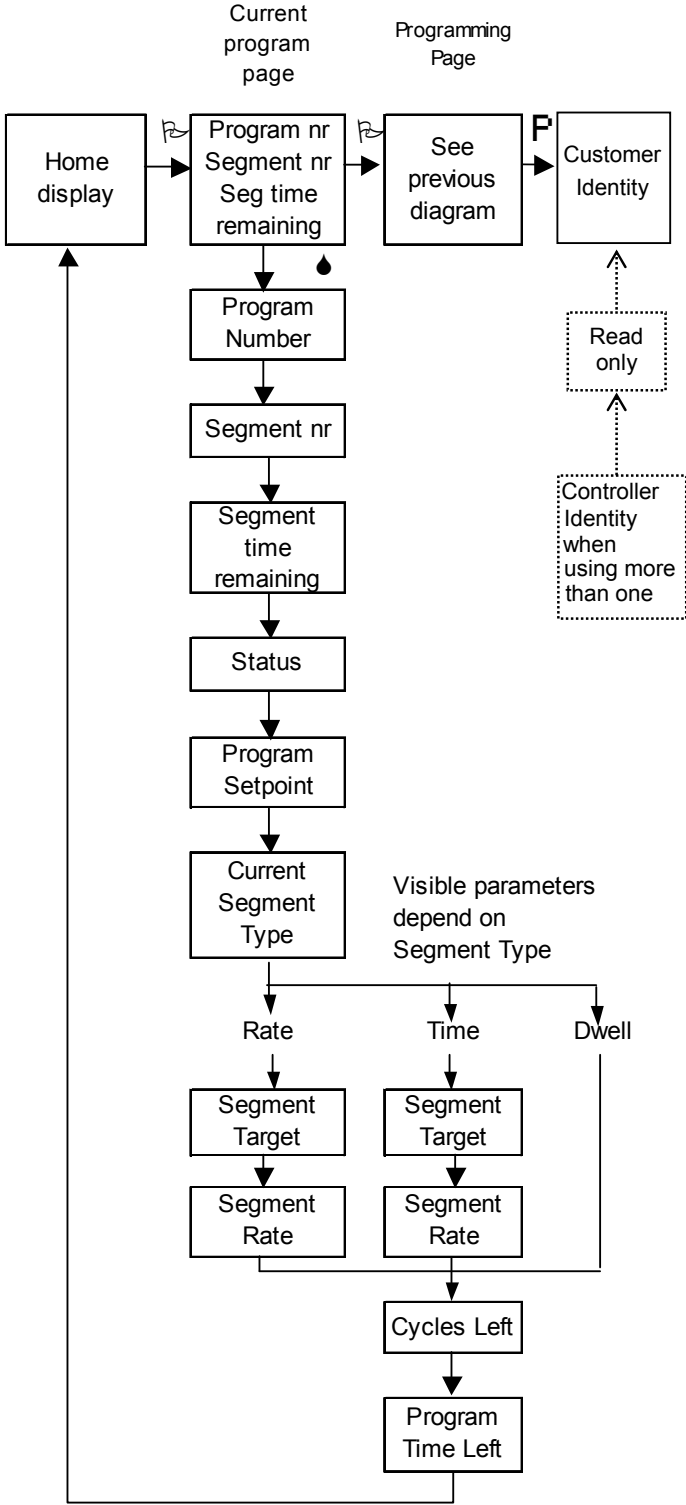 Current
program
page
Programming
Page
Home
display
Program nr
Segment nr
Seg time
remaining
See
previous
diagram
P
Customer
Identity
Program
Number
Read
only
Segment nr
Controller
Identity
when
using more
than one
Segment
time
remaining
Status
Program
Setpoint
Current
Segment
Type
Visible parameters
depend on
Segment Type
Rate
Time
Dwell
Segment
Target
Segment
Target
Segment
Rate
Segment
Rate
Cycles Left
Program
Time Left